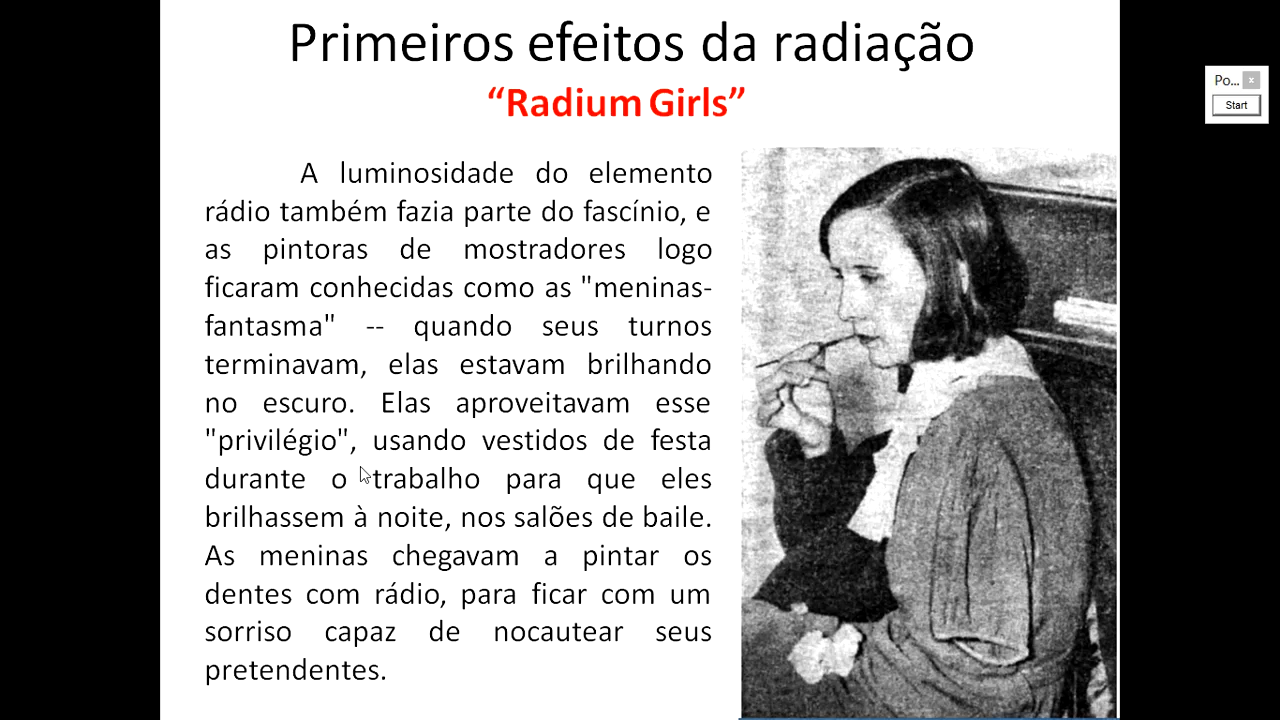 Primeiros efeitos da radiação
“Radium Girls”
A luminosidade do elemento
rádio também fazia parte do fascínio, e
as pintoras de mostradores logo
ficaram conhecidas como as "meninas-
fantasma" -- quando seus turnos
terminavam, elas estavam brilhando
no escuro. Elas aproveitavam esse
"privilégio", usando vestidos de festa
durante o trabalho para que eles
brilhassem à noite, nos salões de baile.
As meninas chegavam a pintar os
dentes com rádio, para ficar com um
sorriso capaz de nocautear seus
pretendentes.
Po... x
Start